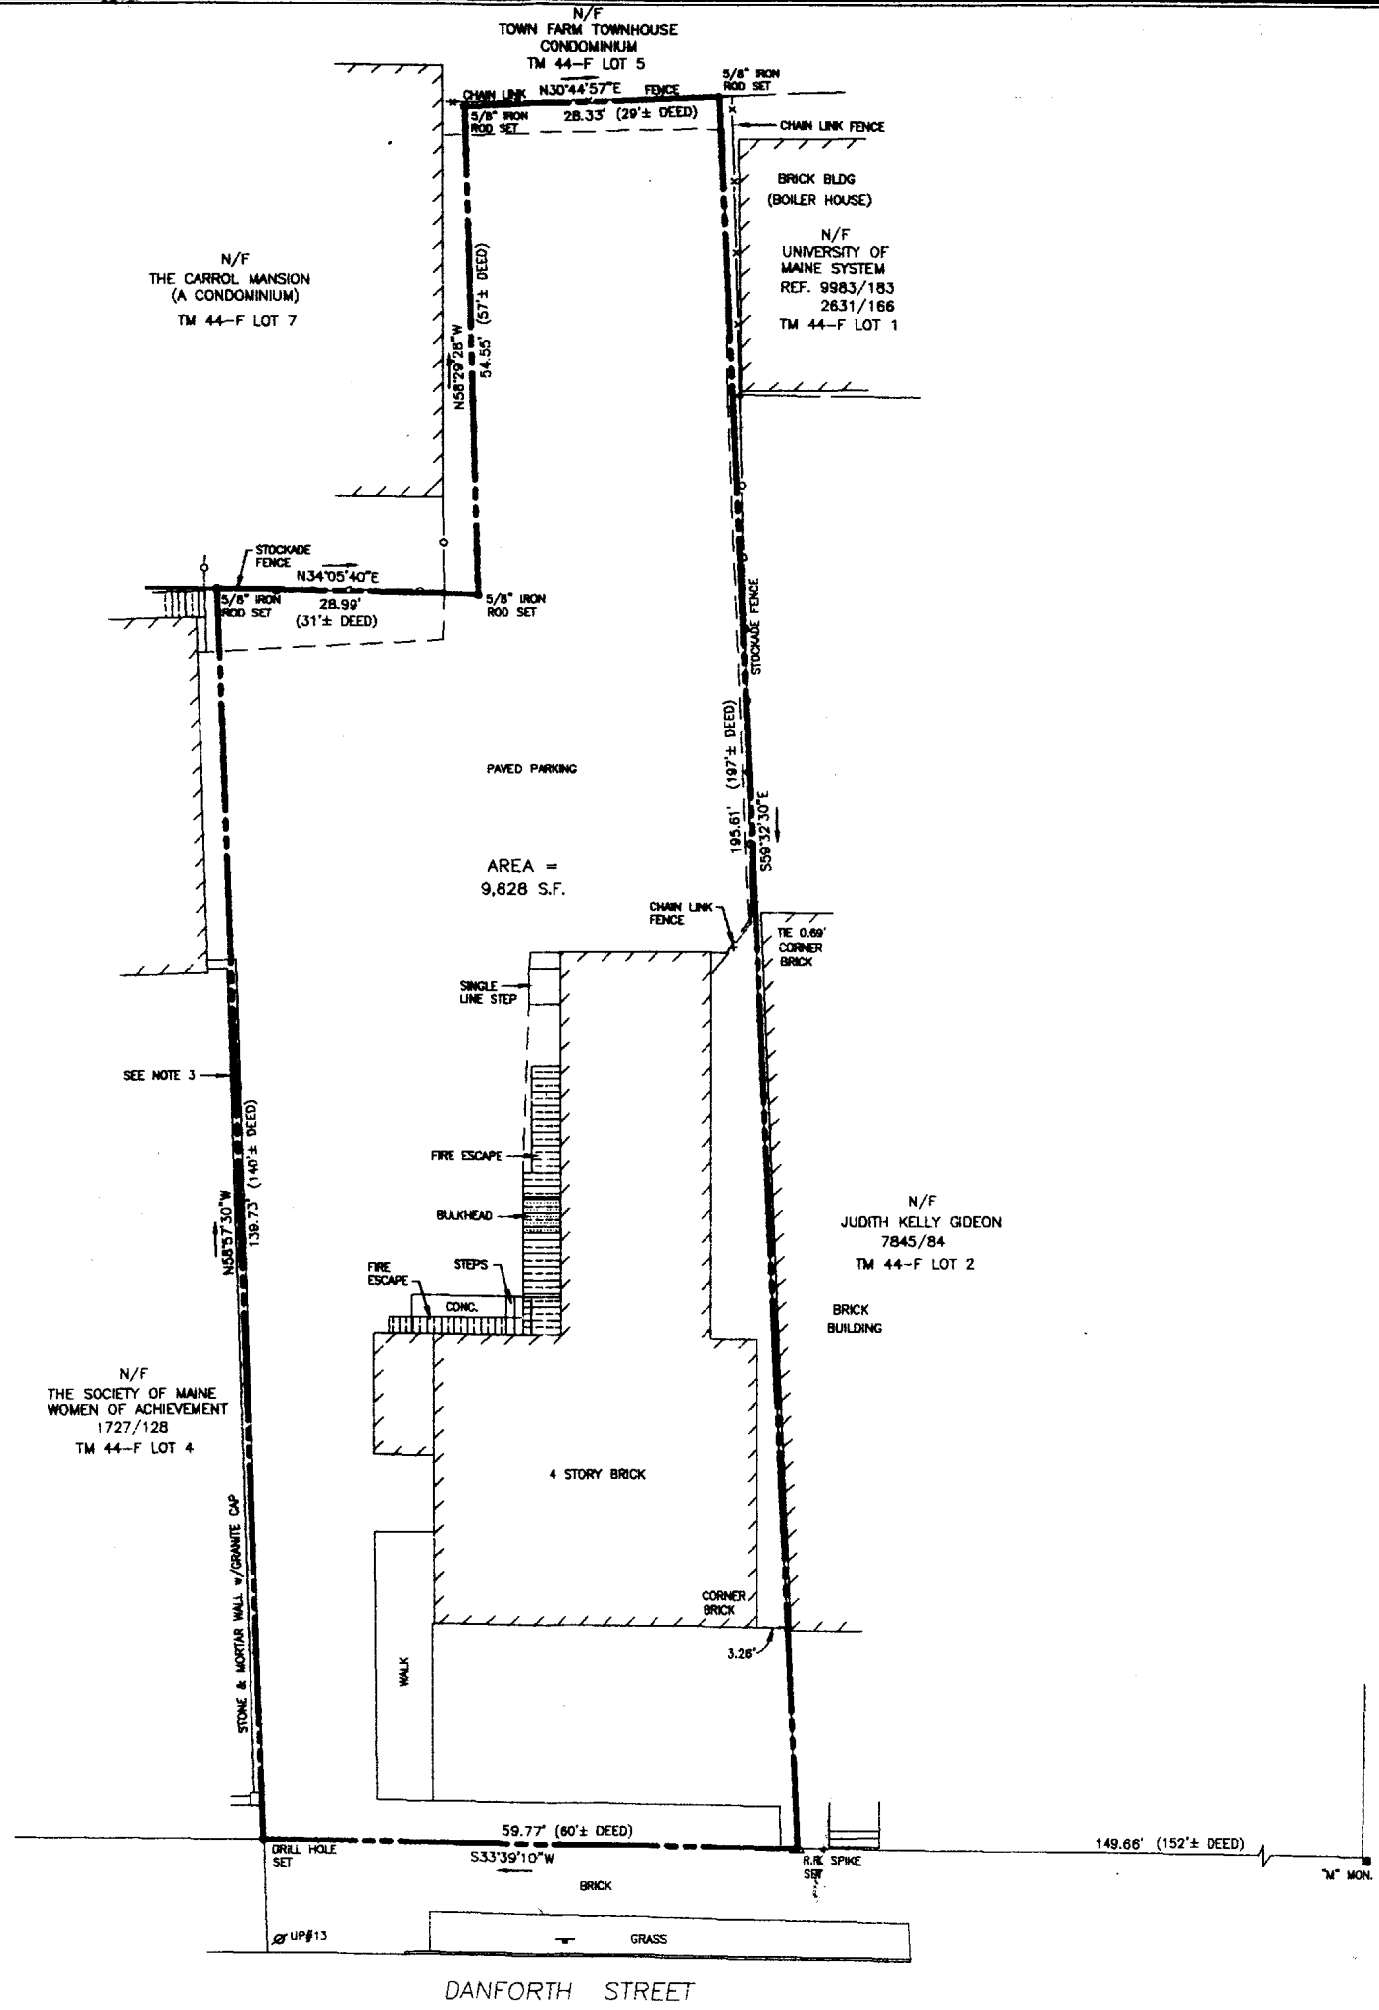 N/F
TOWN FARM TOWNHOUSE
CONDOMINIUM
TM 44-F LOT 5
5/8" IRON
ROD SET
CHAIN LINK
N30°44'57"E
FENCE
5/8" IRON
ROD SET
28.33' (29'± DEED)
CHAIN LINK FENCE
BRICK BLDG
(BOILER HOUSE)
N/F
UNIVERSITY OF
MAINE SYSTEM
REF. 9983/183
2631/166
TM 44-F LOT 1
N/F
THE CARROL MANSION
(A CONDOMINIUM)
TM 44-F LOT 7
N58°29'28"W
54.55' (57'± DEED)
STOCKADE
FENCE
N34°05'40"E
5/8" IRON
ROD SET
28.99'
(31'± DEED)
5/8" IRON
ROD SET
STOCKADE FENCE
195.61' (197'± DEED)
S59°32'30"E
PAVED PARKING
AREA =
9,828 S.F.
CHAIN LINK
FENCE
TIE 0.69'
CORNER
BRICK
SINGLE
LINE STEP
SEE NOTE 3
FIRE ESCAPE
BULKHEAD
N58°57'30"W
139.73' (140'± DEED)
FIRE
ESCAPE
STEPS
CONC.
N/F
JUDITH KELLY GIDEON
7845/84
TM 44-F LOT 2
BRICK
BUILDING
N/F
THE SOCIETY OF MAINE
WOMEN OF ACHIEVEMENT
1727/128
TM 44-F LOT 4
4 STORY BRICK
STONE & MORTAR WALL w/GRANITE CAP
CORNER
BRICK
3.26'
WALK
59.77' (60'± DEED)
S33°39'10"W
DRILL HOLE
SET
R.R. SPIKE
SET
149.66' (152'± DEED)
"M" MON.
BRICK
UP#13
GRASS
DANFORTH STREET